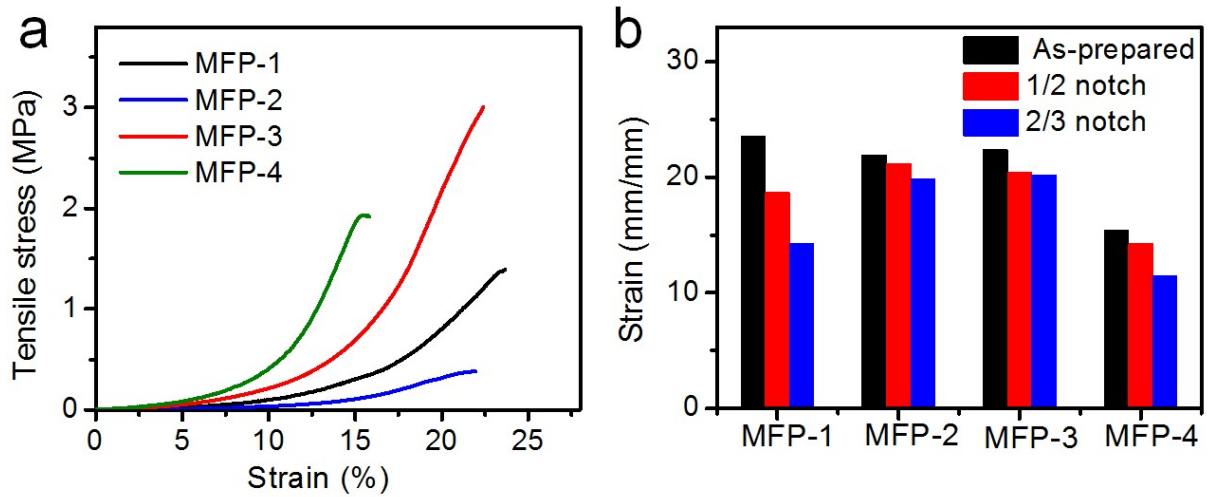 a
MFP-1
MFP-2
MFP-3
MFP-4
Tensile stress (MPa)
3
2
1
0
0 5 10 15 20 25
Strain (%)
b
As-prepared
1/2 notch
2/3 notch
Strain (mm/mm)
30
20
10
0
MFP-1 MFP-2 MFP-3 MFP-4